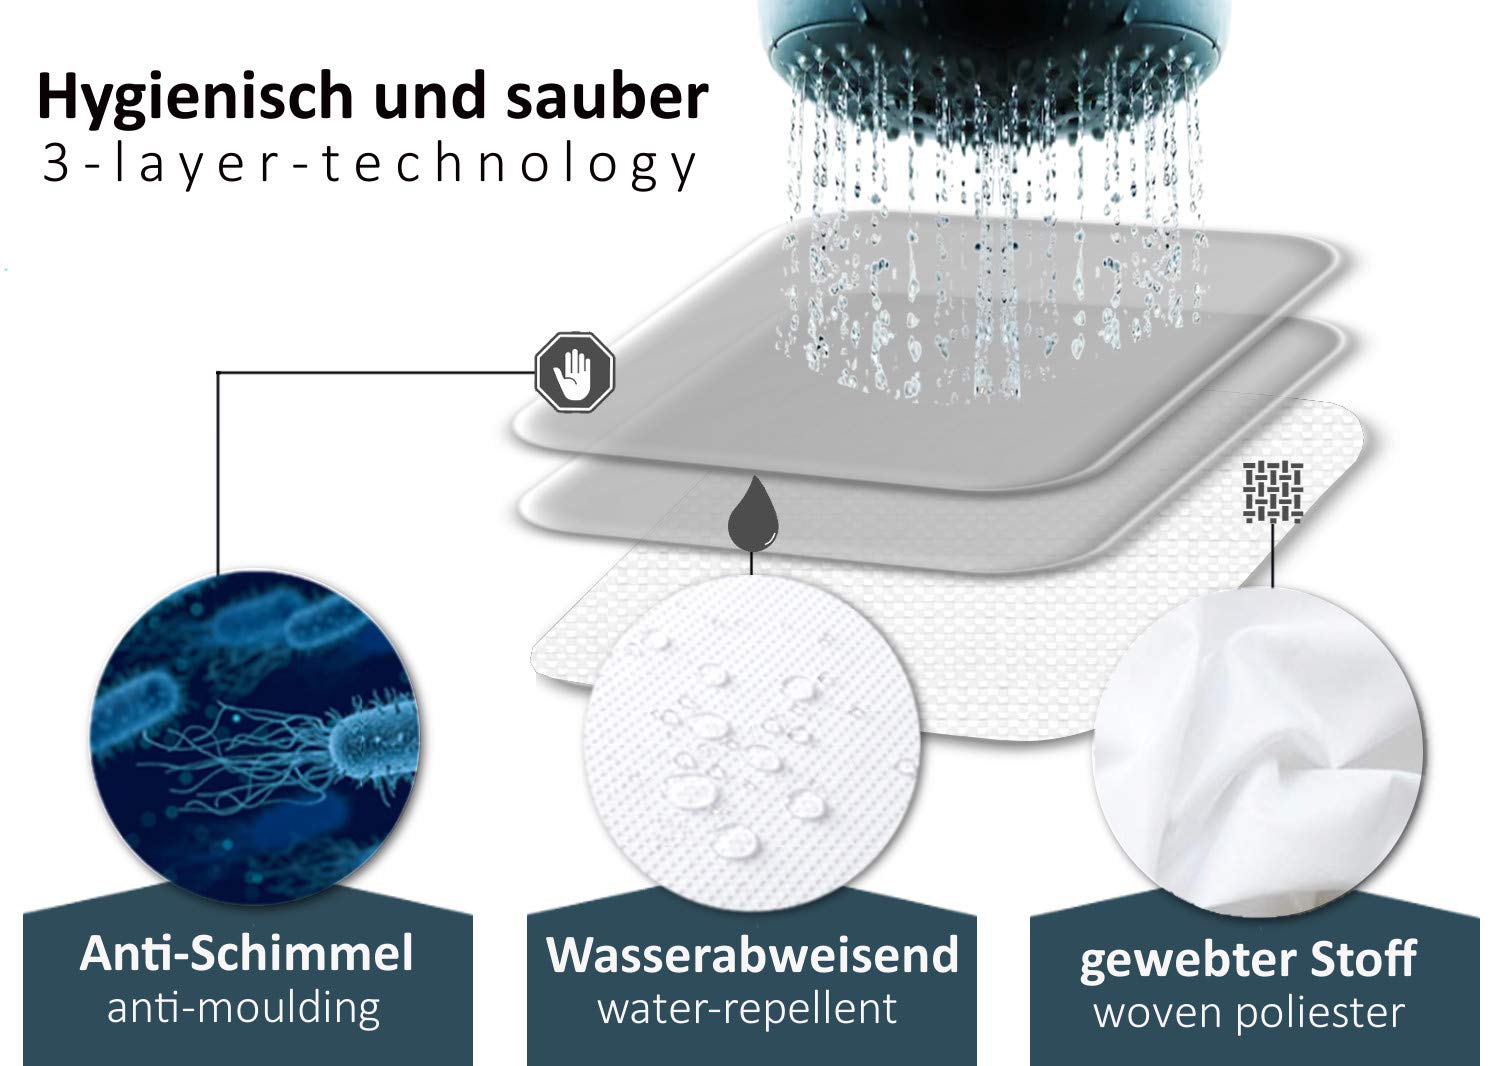 Hygienisch und sauber
3-layer-technology
Anti-Schimmel
anti-moulding
Wasserabweisend
water-repellent
gewebter Stoff
woven poliester